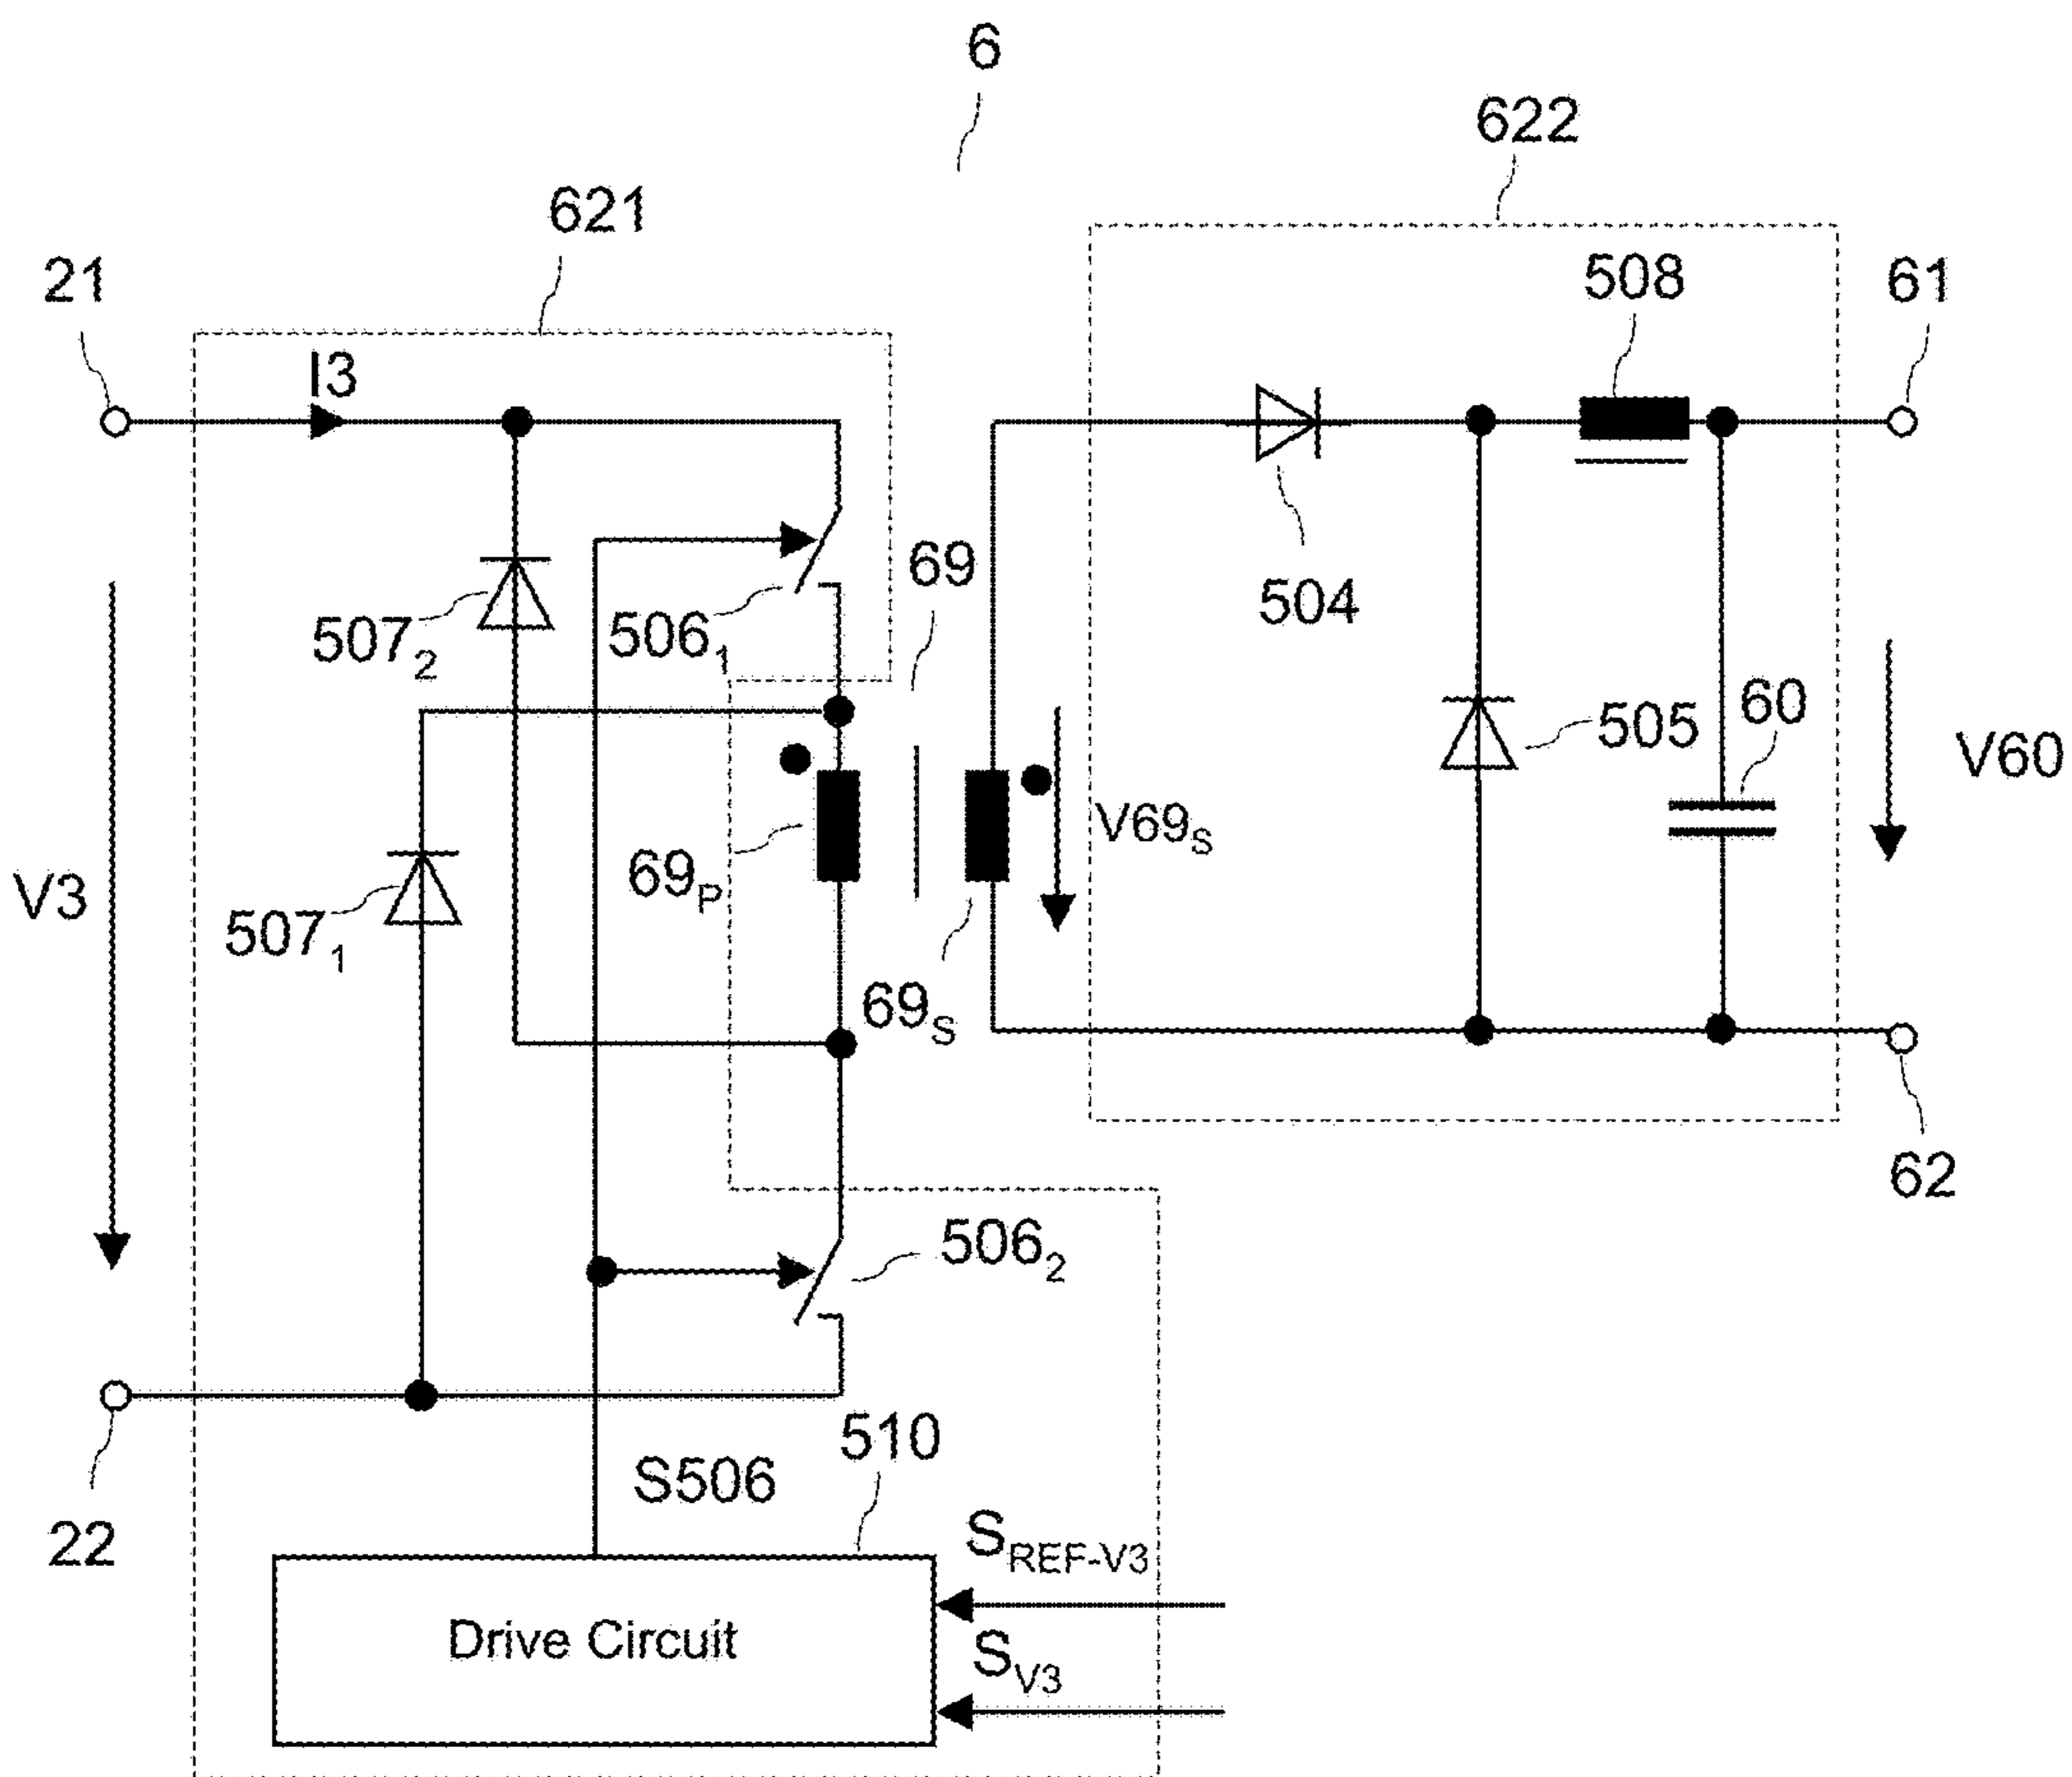 6
622
621
508
61
21
I3
69
504
507₂
506₁
60
505
V60
V69S
69P
V3
507₁
69S
62
506₂
510
S506
SREF-V3
22
Drive Circuit
SV3